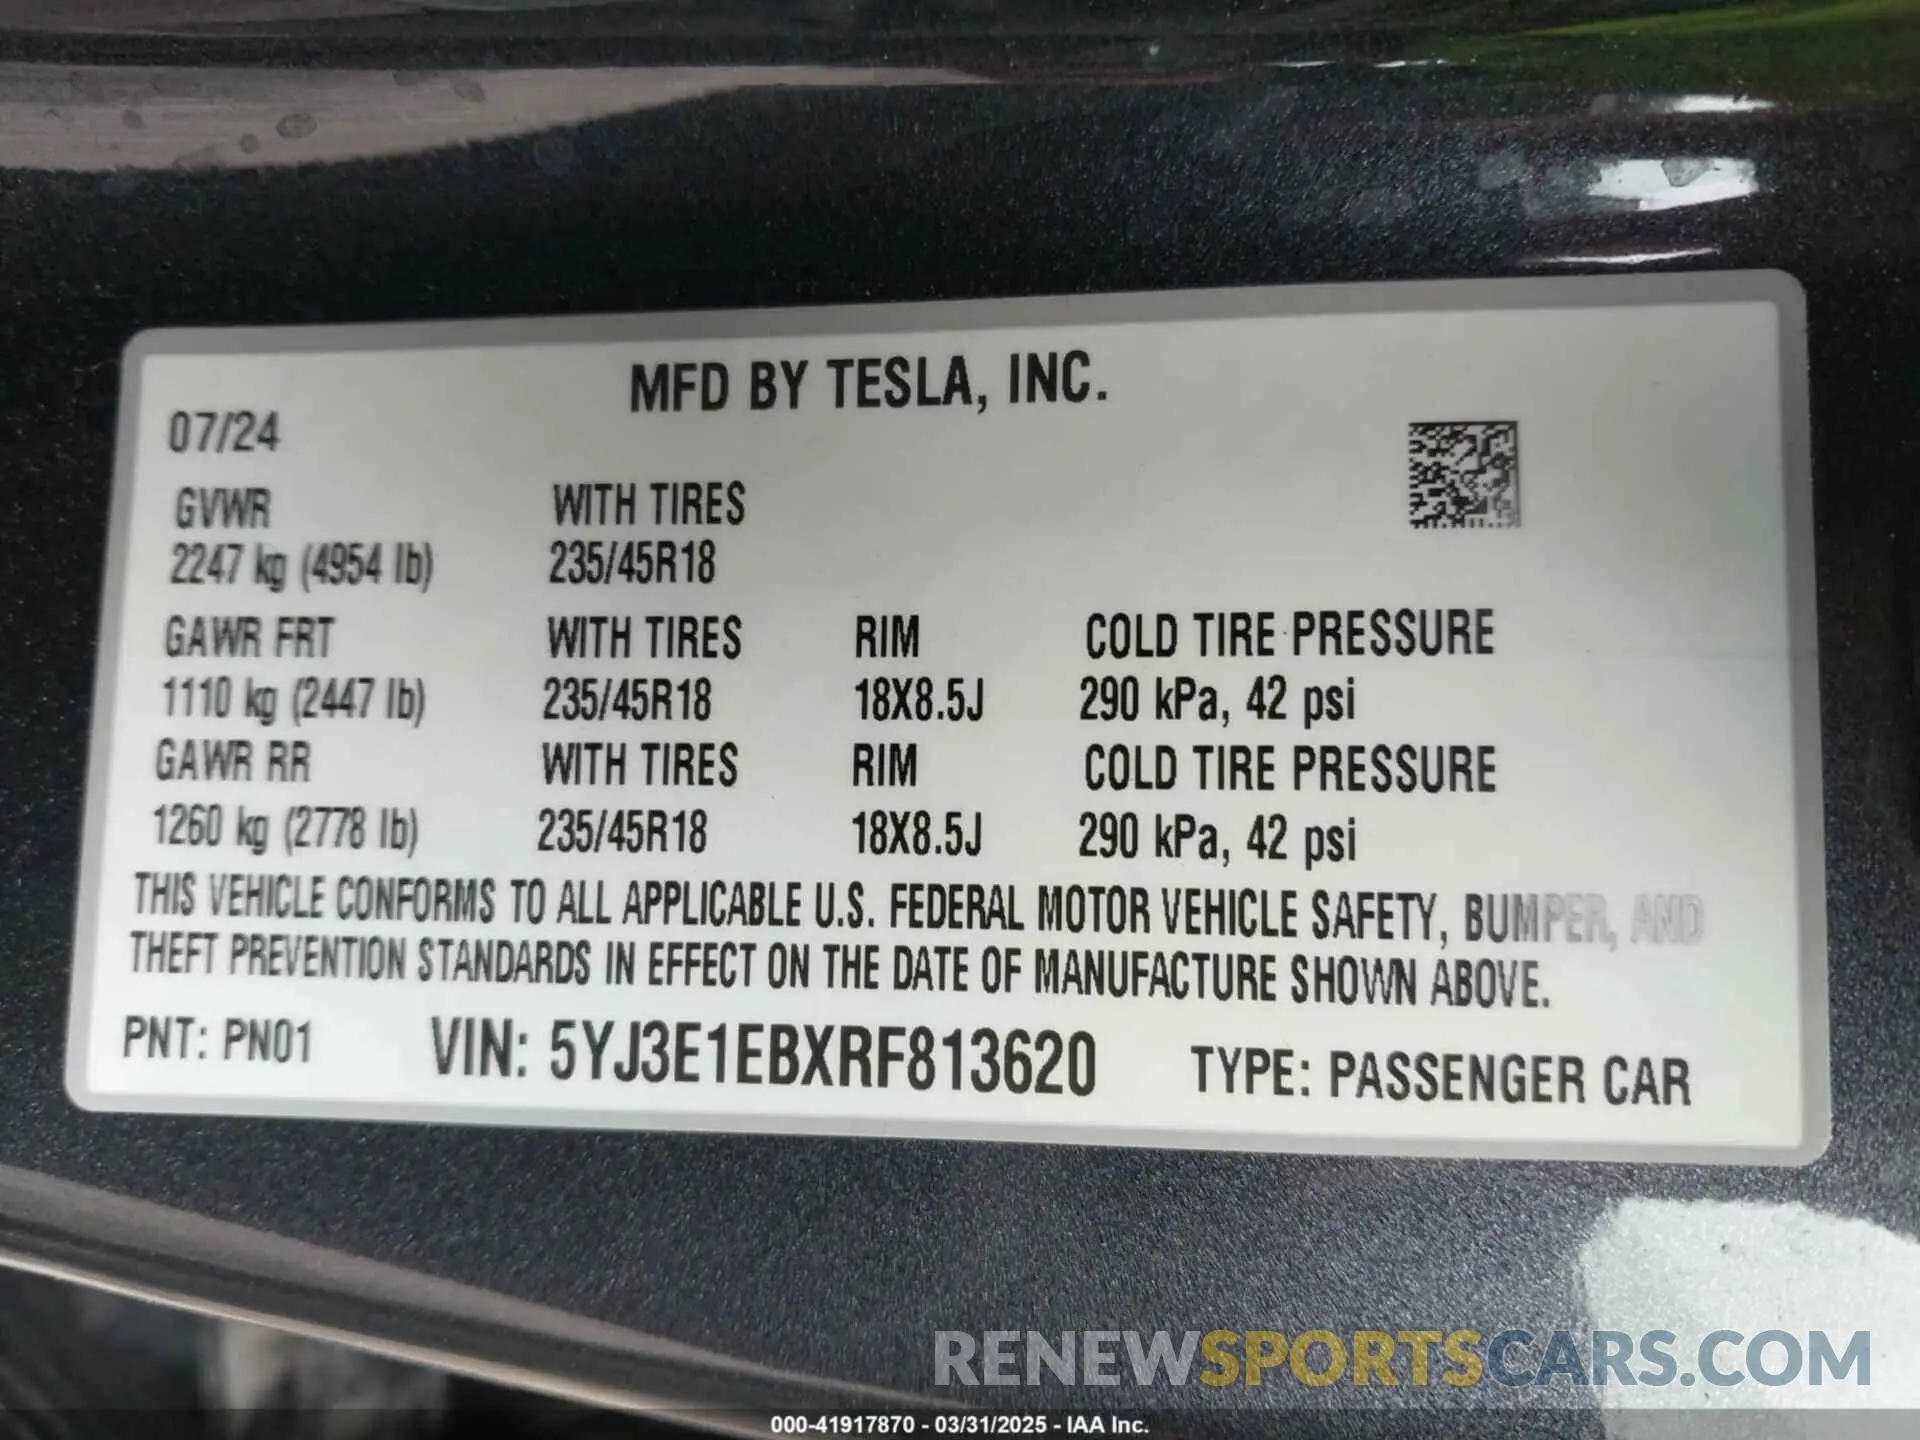 MFD BY TESLA, INC.
07/24
GVWR WITH TIRES
2247 kg (4954 lb) 235/45R18
GAWR FRT WITH TIRES RIM COLD TIRE PRESSURE
1110 kg (2447 lb) 235/45R18 18X8.5J 290 kPa, 42 psi
GAWR RR WITH TIRES RIM COLD TIRE PRESSURE
1260 kg (2778 lb) 235/45R18 18X8.5J 290 kPa, 42 psi
THIS VEHICLE CONFORMS TO ALL APPLICABLE U.S. FEDERAL MOTOR VEHICLE SAFETY, BUMPER, AND
THEFT PREVENTION STANDARDS IN EFFECT ON THE DATE OF MANUFACTURE SHOWN ABOVE.
PNT: PN01 VIN: 5YJ3E1EBXRF813620 TYPE: PASSENGER CAR
RENEWSPORTSCARS.COM
000-41917870 - 03/31/2025 - IAA Inc.